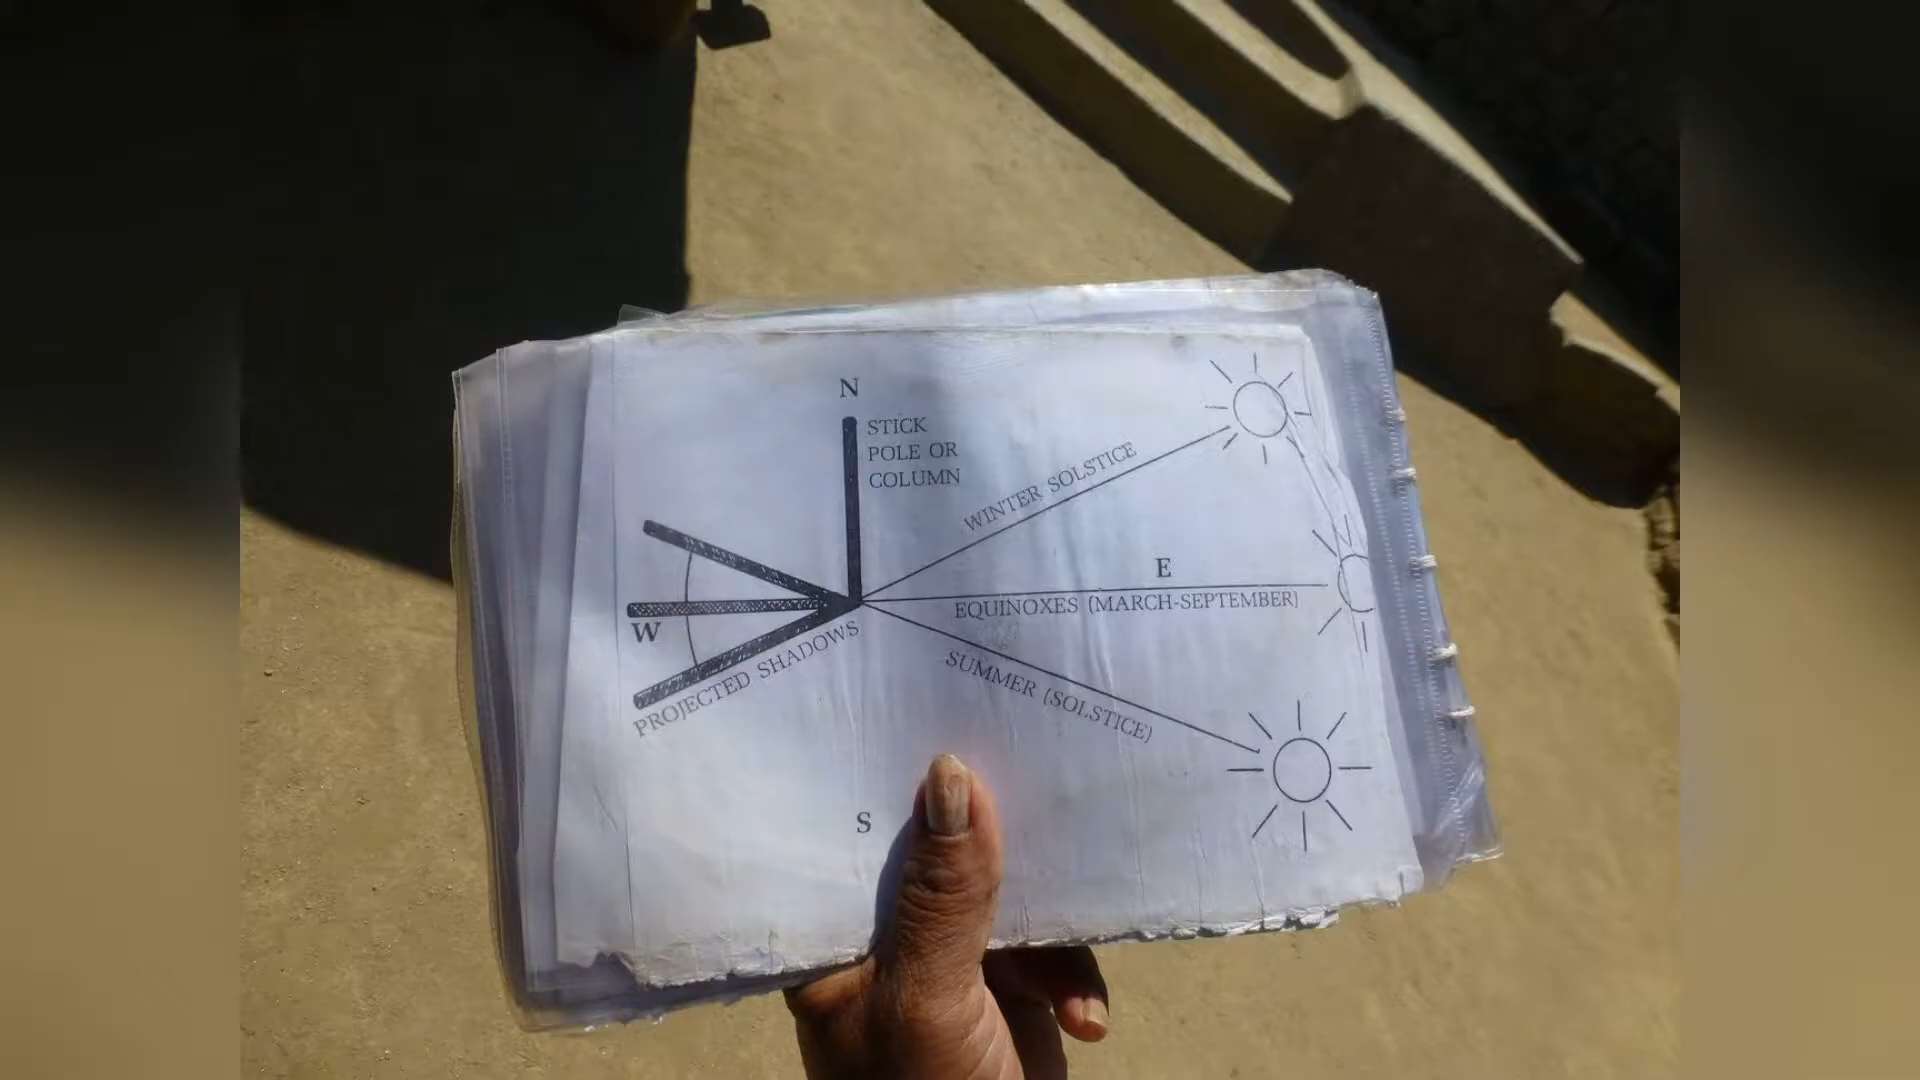 N
STICK
POLE OR
COLUMN
WINTER SOLSTICE
E
EQUINOXES (MARCH-SEPTEMBER)
W
PROJECTED SHADOWS
SUMMER (SOLSTICE)
S